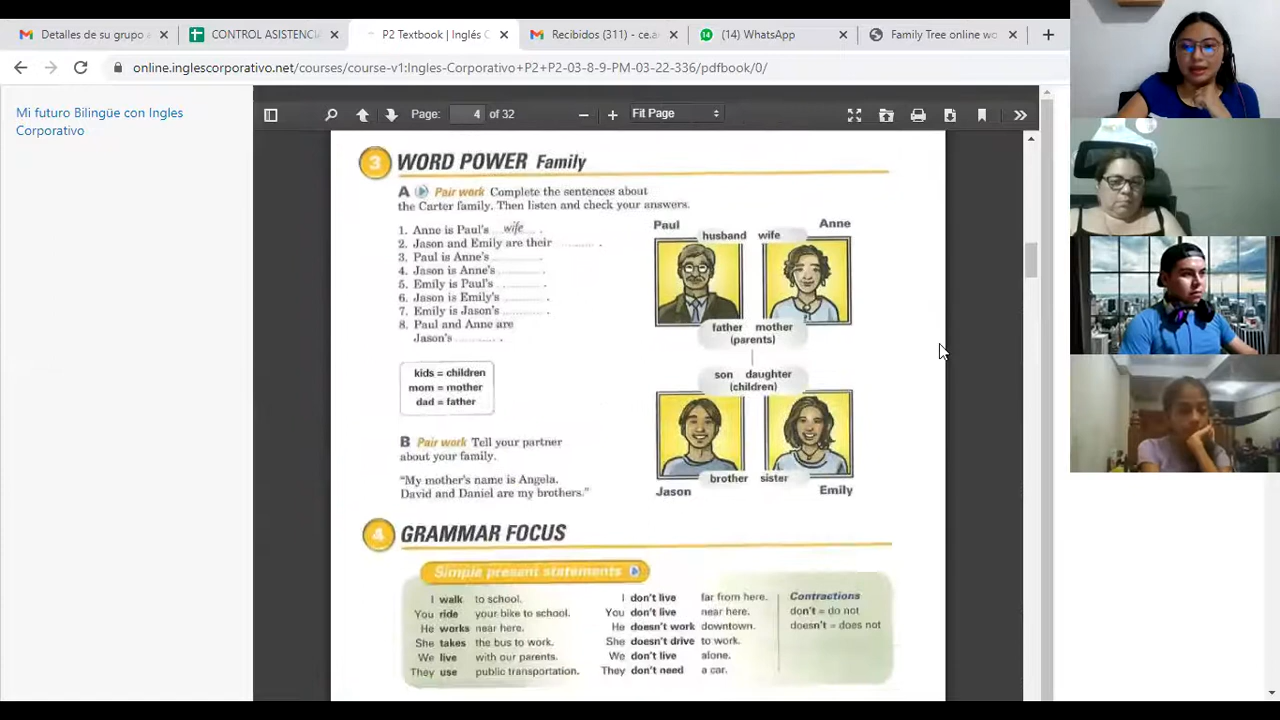 Detalles de su grupo
CONTROL ASISTENCIA
P2 Textbook | Inglés C
Recibidos (311) - ce.a
(14) WhatsApp
Family Tree online wo
online.inglescorporativo.net/courses/course-v1:Ingles-Corporativo+P2+P2-03-8-9-PM-03-22-336/pdfbook/0/
Mi futuro Bilingüe con Ingles
Corporativo
Page: 4 of 32
Fit Page
3 WORD POWER Family
A Pair work Complete the sentences about
the Carter family. Then listen and check your answers.
1. Anne is Paul's wife .
2. Jason and Emily are their ........ .
3. Paul is Anne's ........ .
4. Jason is Anne's ........ .
5. Emily is Paul's ........ .
6. Jason is Emily's ........ .
7. Emily is Jason's ........ .
8. Paul and Anne are
Jason's ........ .
kids = children
mom = mother
dad = father
B Pair work Tell your partner
about your family.
"My mother's name is Angela.
David and Daniel are my brothers."
Paul
Anne
husband wife
father mother
(parents)
son daughter
(children)
brother sister
Jason
Emily
4 GRAMMAR FOCUS
Simple present statements
I walk to school.
You ride your bike to school.
He works near here.
She takes the bus to work.
We live with our parents.
They use public transportation.
I don't live far from here.
You don't live near here.
He doesn't work downtown.
She doesn't drive to work.
We don't live alone.
They don't need a car.
Contractions
don't = do not
doesn't = does not